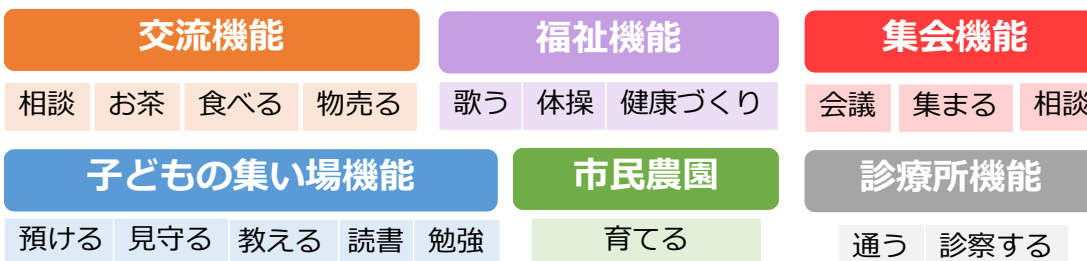 交流機能 福祉機能 集会機能
相談 お茶 食べる 物売る 歌う 体操 健康づくり 会議 集まる 相談
子どもの集い場機能 市民農園 診療所機能
預ける 見守る 教える 読書 勉強 育てる 通う 診察する